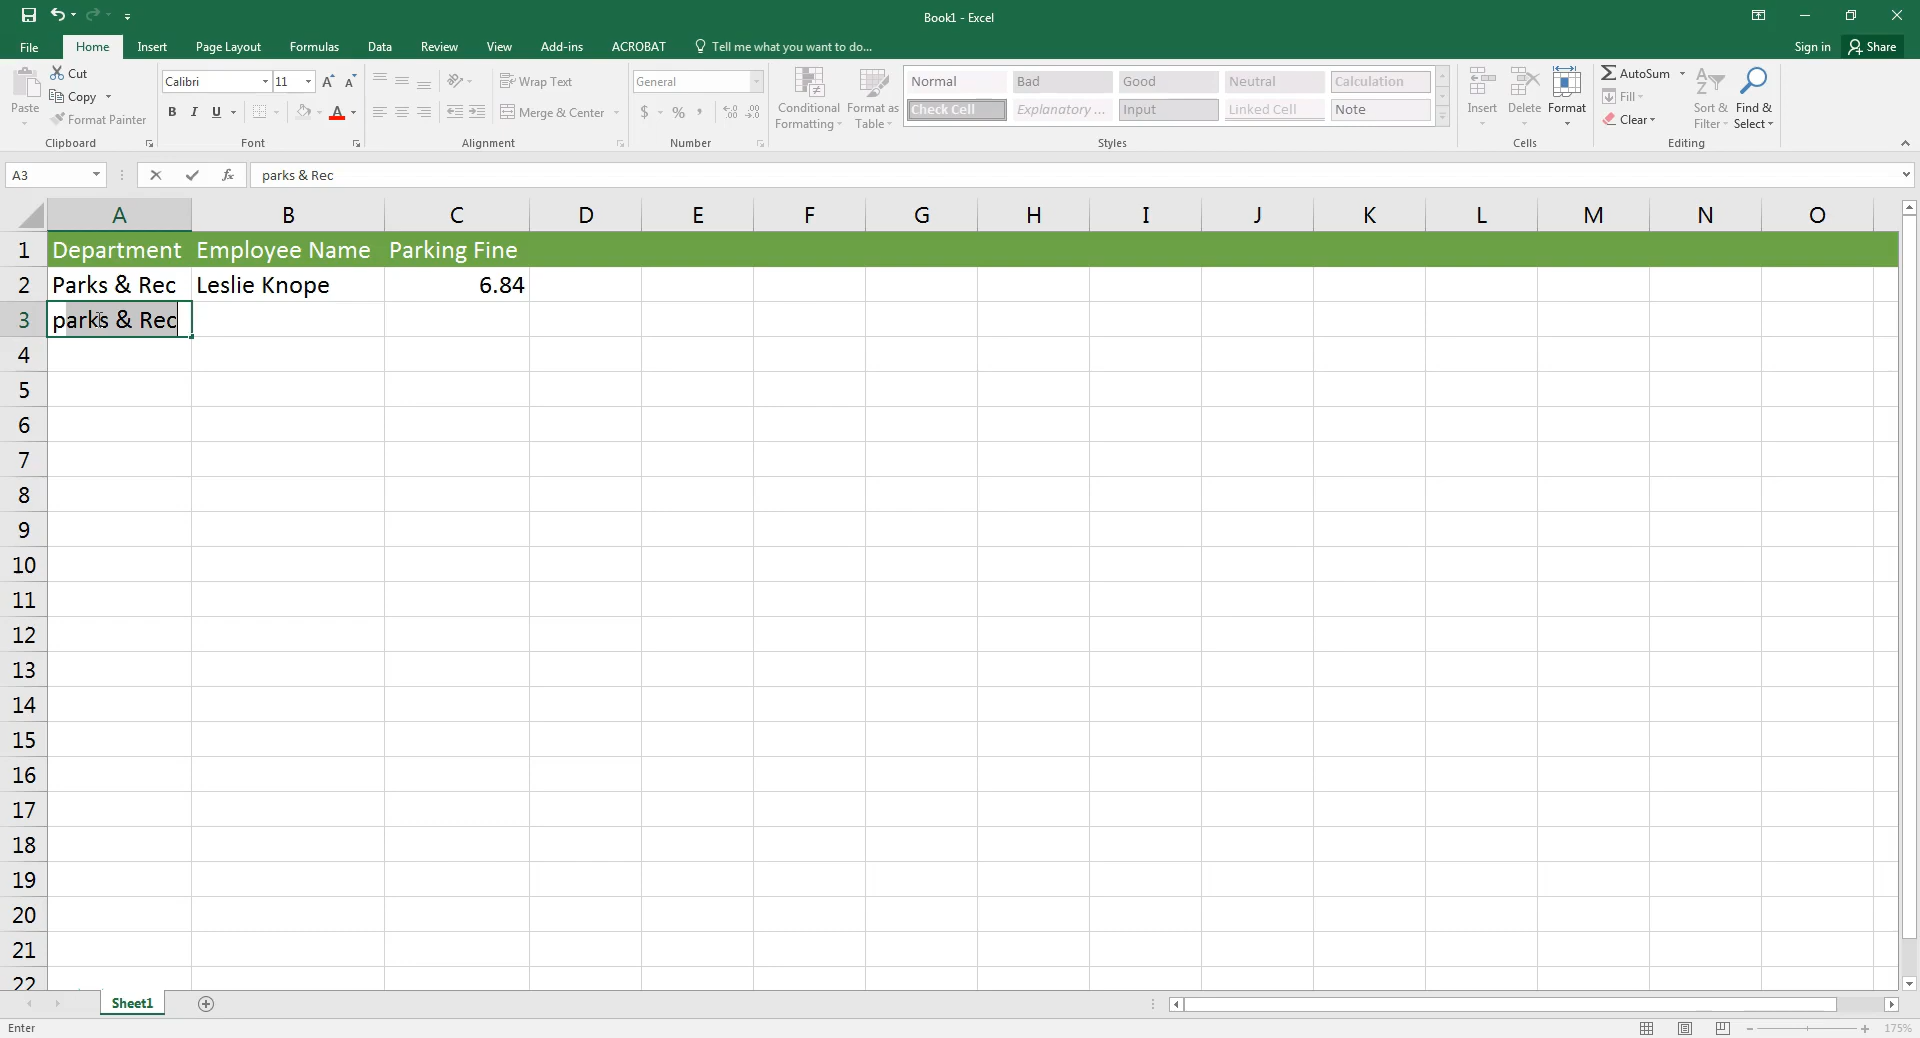 Book1 - Excel
File Home Insert Page Layout Formulas Data Review View Add-ins ACROBAT Tell me what you want to do... Sign in Share
Paste Cut Copy Format Painter Clipboard
Calibri 11 B I U A Font
Wrap Text Merge & Center Alignment
General $ % , Number
Conditional Formatting Format as Table
Normal Bad Good Neutral Calculation
Check Cell Explanatory ... Input Linked Cell Note
Styles
Insert Delete Format Cells
AutoSum Fill Clear Sort & Filter Find & Select Editing
A3 fx parks & Rec
A B C D E F G H I J K L M N O
1 Department Employee Name Parking Fine
2 Parks & Rec Leslie Knope 6.84
3 parks & Rec
4
5
6
7
8
9
10
11
12
13
14
15
16
17
18
19
20
21
22
Sheet1
Enter 175%